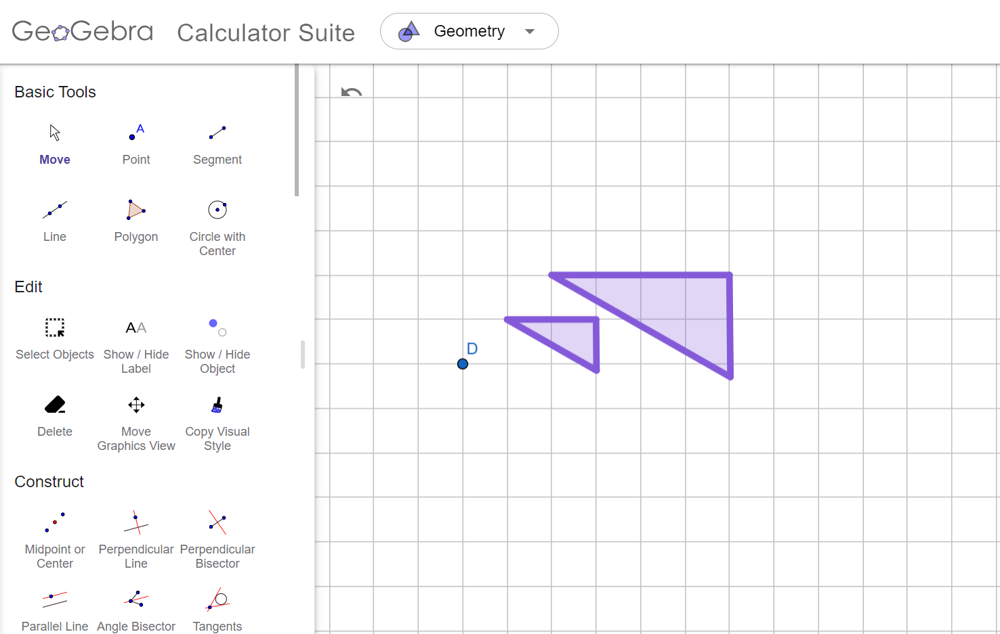 GeoGebra Calculator Suite Geometry
Basic Tools
A
Move Point Segment
Line Polygon Circle with
Center
Edit
AA
Select Objects Show / Hide Show / Hide
Label Object
Delete Move Copy Visual
Graphics View Style
Construct
Midpoint or Perpendicular Perpendicular
Center Line Bisector
Parallel Line Angle Bisector Tangents
D